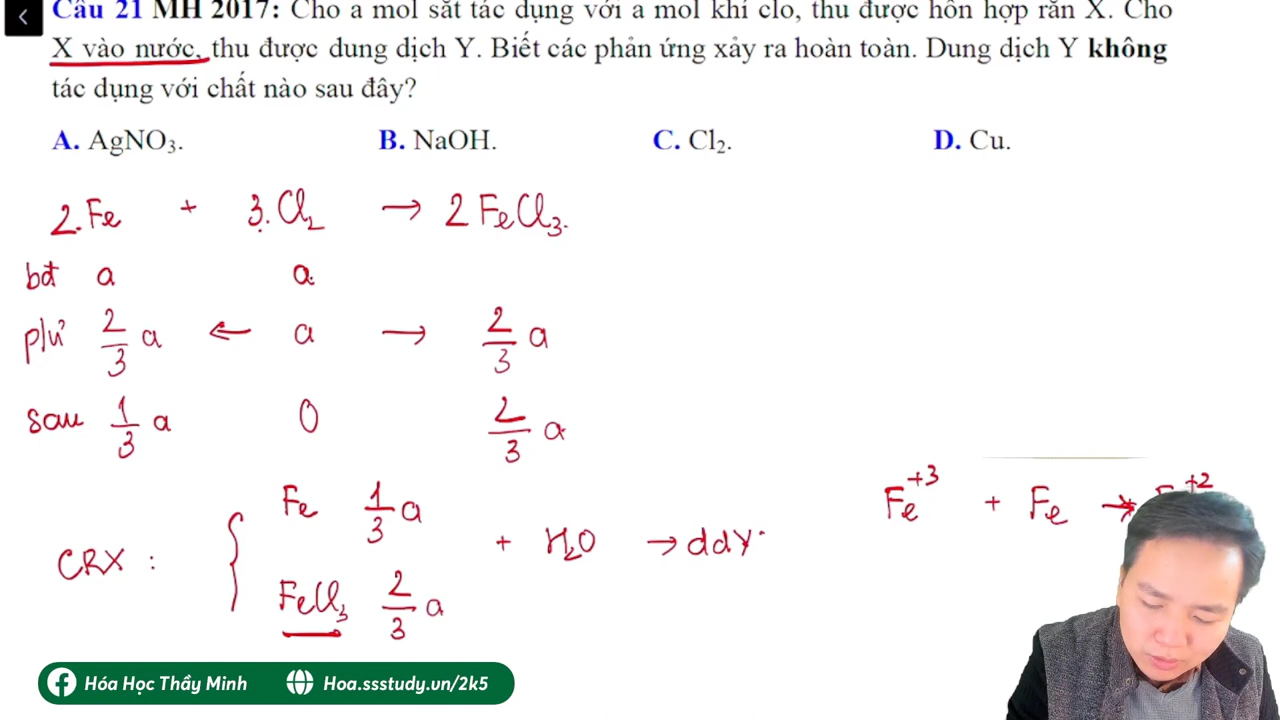 Câu 21 MH 2017: Cho a mol sắt tác dụng với a mol khí clo, thu được hỗn hợp rắn X. Cho
X vào nước, thu được dung dịch Y. Biết các phản ứng xảy ra hoàn toàn. Dung dịch Y không
tác dụng với chất nào sau đây?
A. AgNO₃. B. NaOH. C. Cl₂. D. Cu.
2.Fe + 3.Cl₂ → 2FeCl₃.
bđ a a
p/ư 2/3 a ← a → 2/3 a
sau 1/3 a 0 2/3 a
CRX : { Fe 1/3 a
FeCl₃ 2/3 a
+ H₂O → ddY
Fe⁺³ + Fe → +2
Hóa Học Thầy Minh Hoa.ssstudy.vn/2k5